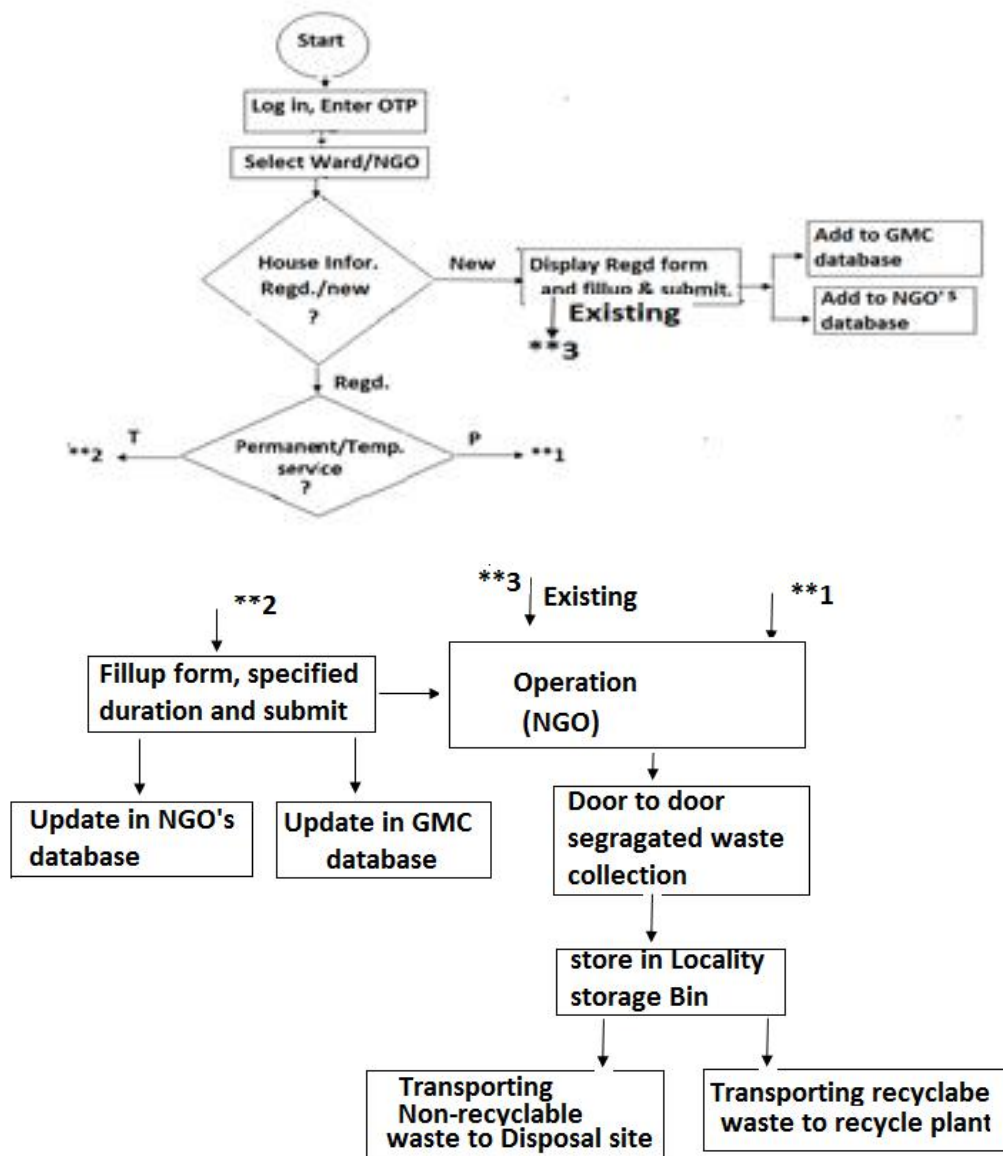 Start
Log in, Enter OTP
Select Ward/NGO
House Infor.
Regd./new
?
New
Display Regd form
and fillup & submit.
Existing
**3
Add to GMC
database
Add to NGO's
database
Regd.
T
**2
Permanent/Temp.
service
?
P
**1
**2
**3
Existing
**1
Fillup form, specified
duration and submit
Operation
(NGO)
Update in NGO's
database
Update in GMC
database
Door to door
segragated waste
collection
store in Locality
storage Bin
Transporting
Non-recyclable
waste to Disposal site
Transporting recyclabe
waste to recycle plant